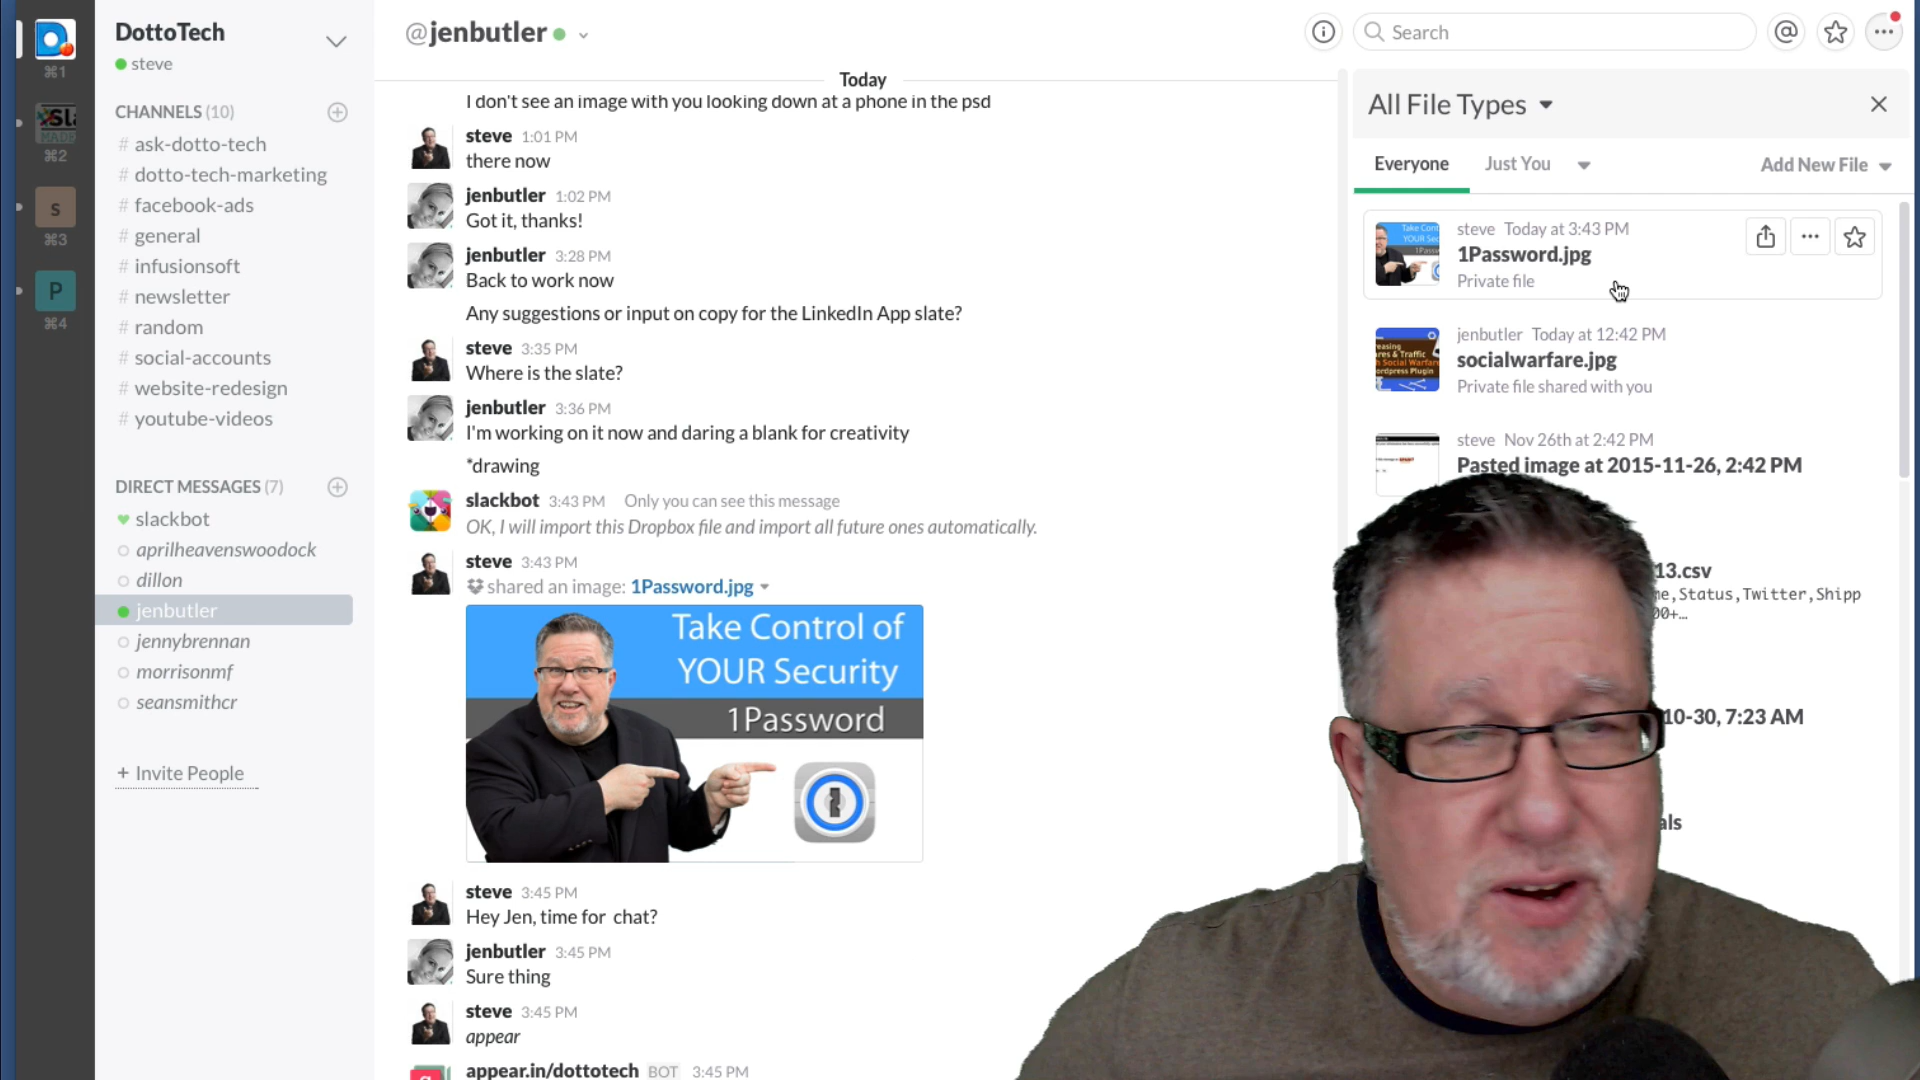 ⌘1
⌘2
S
⌘3
P
⌘4
DottoTech
steve
CHANNELS (10)
# ask-dotto-tech
# dotto-tech-marketing
# facebook-ads
# general
# infusionsoft
# newsletter
# random
# social-accounts
# website-redesign
# youtube-videos
DIRECT MESSAGES (7)
slackbot
aprilheavenswoodock
dillon
jenbutler
jennybrennan
morrisonmf
seansmithcr
+ Invite People
@jenbutler
Today
I don't see an image with you looking down at a phone in the psd
steve 1:01 PM
there now
jenbutler 1:02 PM
Got it, thanks!
jenbutler 3:28 PM
Back to work now
Any suggestions or input on copy for the LinkedIn App slate?
steve 3:35 PM
Where is the slate?
jenbutler 3:36 PM
I'm working on it now and daring a blank for creativity
*drawing
slackbot 3:43 PM Only you can see this message
OK, I will import this Dropbox file and import all future ones automatically.
steve 3:43 PM
shared an image: 1Password.jpg
Take Control of
YOUR Security
1Password
steve 3:45 PM
Hey Jen, time for chat?
jenbutler 3:45 PM
Sure thing
steve 3:45 PM
appear
appear.in/dottotech BOT 3:45 PM
Search
All File Types
Everyone
Just You
Add New File
steve Today at 3:43 PM
1Password.jpg
Private file
jenbutler Today at 12:42 PM
socialwarfare.jpg
Private file shared with you
steve Nov 26th at 2:42 PM
Pasted image at 2015-11-26, 2:42 PM
13.csv
me,Status,Twitter,Shipp
00+…
10-30, 7:23 AM
als